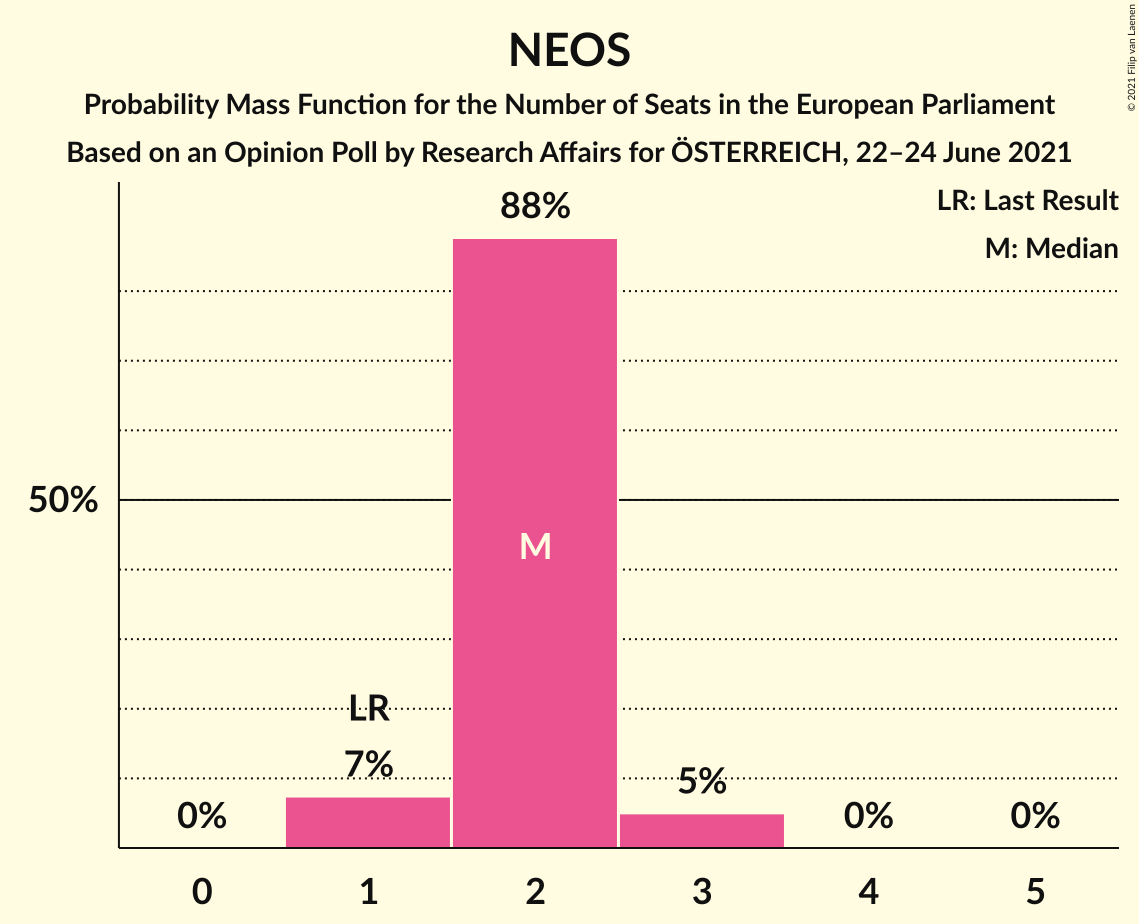 NEOS
Probability Mass Function for the Number of Seats in the European Parliament
Based on an Opinion Poll by Research Affairs for ÖSTERREICH, 22–24 June 2021
© 2021 Filip van Laenen
LR: Last Result
M: Median
88%
50%
M
LR
7%
5%
0%
0%
0%
0
1
2
3
4
5